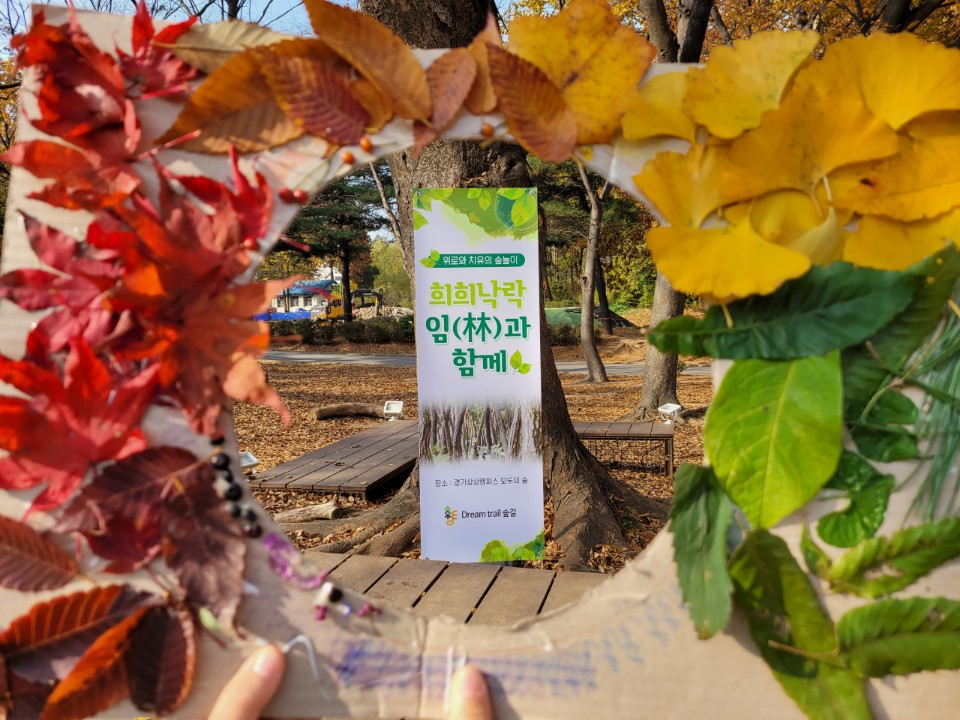 위로와 치유의 숲놀이
희희낙락
임(林)과
함께
장소 : 경기상상캠퍼스 모두의 숲
Dream trail 숲길